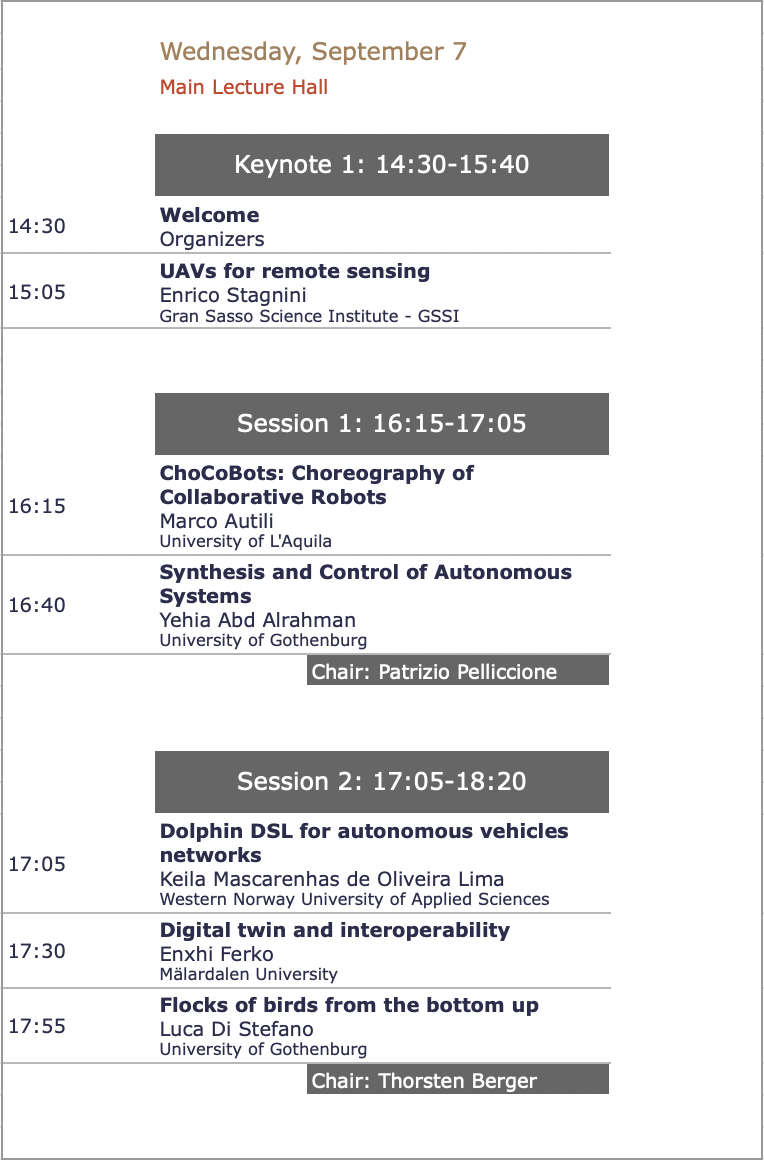 Wednesday, September 7
Main Lecture Hall
Keynote 1: 14:30-15:40
14:30
Welcome
Organizers
15:05
UAVs for remote sensing
Enrico Stagnini
Gran Sasso Science Institute - GSSI
Session 1: 16:15-17:05
16:15
ChoCoBots: Choreography of
Collaborative Robots
Marco Autili
University of L'Aquila
16:40
Synthesis and Control of Autonomous
Systems
Yehia Abd Alrahman
University of Gothenburg
Chair: Patrizio Pelliccione
Session 2: 17:05-18:20
17:05
Dolphin DSL for autonomous vehicles
networks
Keila Mascarenhas de Oliveira Lima
Western Norway University of Applied Sciences
17:30
Digital twin and interoperability
Enxhi Ferko
Mälardalen University
17:55
Flocks of birds from the bottom up
Luca Di Stefano
University of Gothenburg
Chair: Thorsten Berger